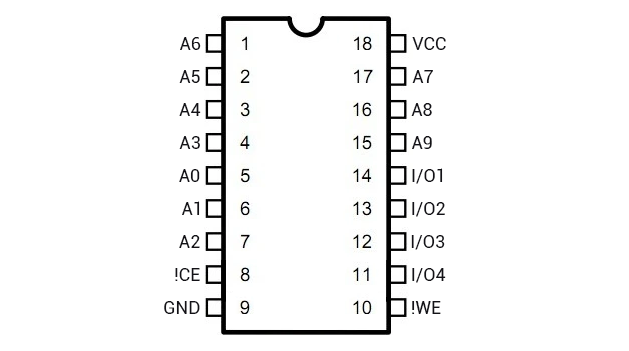 A6 1 18 VCC
A5 2 17 A7
A4 3 16 A8
A3 4 15 A9
A0 5 14 I/O1
A1 6 13 I/O2
A2 7 12 I/O3
!CE 8 11 I/O4
GND 9 10 !WE